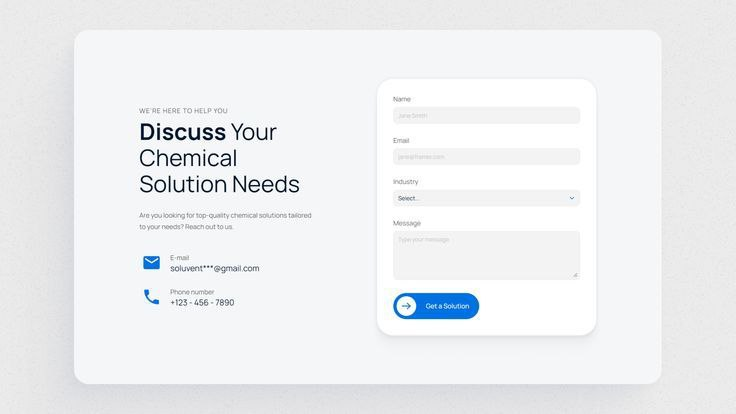 WE'RE HERE TO HELP YOU
Discuss Your
Chemical
Solution Needs
Are you looking for top-quality chemical solutions tailored
to your needs? Reach out to us.
E-mail
soluvent***@gmail.com
Phone number
+123 - 456 - 7890
Name
Jane Smith
Email
jane@framer.com
Industry
Select...
Message
Type your message
Get a Solution